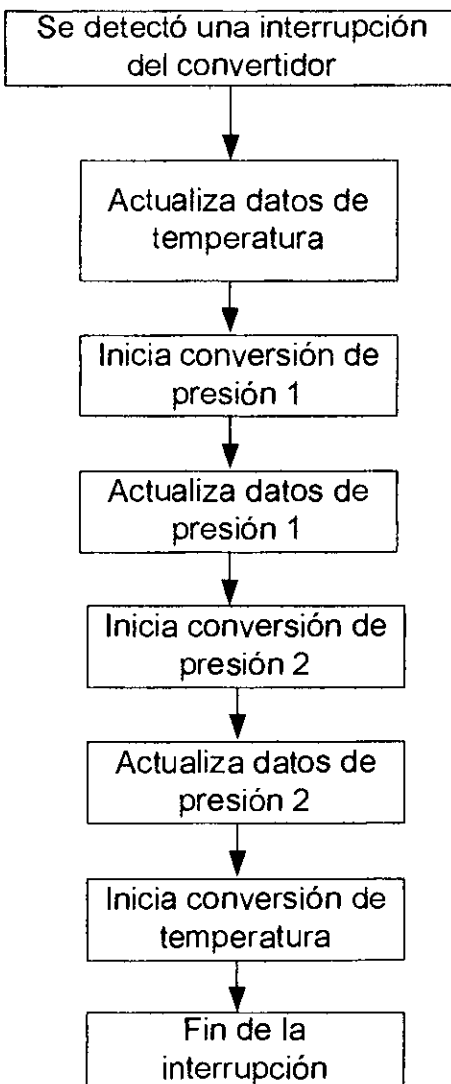 Se detectó una interrupción
del convertidor
Actualiza datos de
temperatura
Inicia conversión de
presión 1
Actualiza datos de
presión 1
Inicia conversión de
presión 2
Actualiza datos de
presión 2
Inicia conversión de
temperatura
Fin de la
interrupción